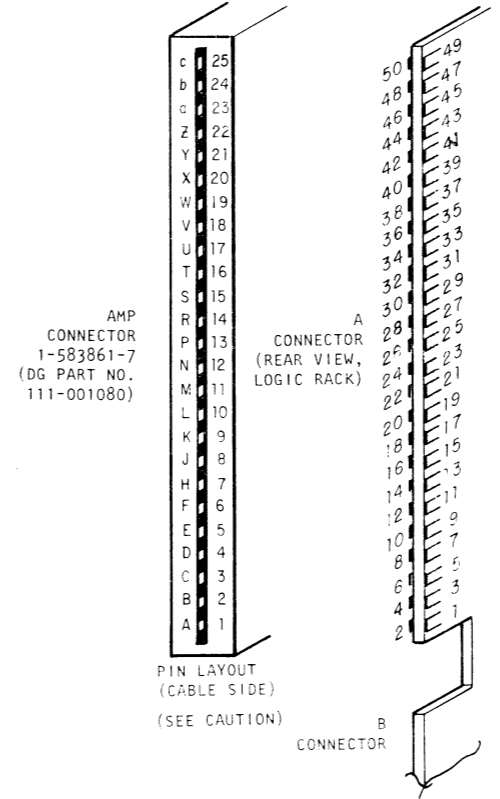 c 25
b 24
a 23
Z 22
Y 21
X 20
W 19
V 18
U 17
T 16
S 15
R 14
P 13
N 12
M 11
L 10
K 9
J 8
H 7
F 6
E 5
D 4
C 3
B 2
A 1
AMP
CONNECTOR
1-583861-7
(DG PART NO.
111-001080)
PIN LAYOUT
(CABLE SIDE)
(SEE CAUTION)
A
CONNECTOR
(REAR VIEW,
LOGIC RACK)
50 49
48 47
46 45
44 43
42 41
40 39
38 37
36 35
34 33
32 31
30 29
28 27
26 25
24 23
22 21
20 19
18 17
16 15
14 13
12 11
10 9
8 7
6 5
4 3
2 1
B
CONNECTOR